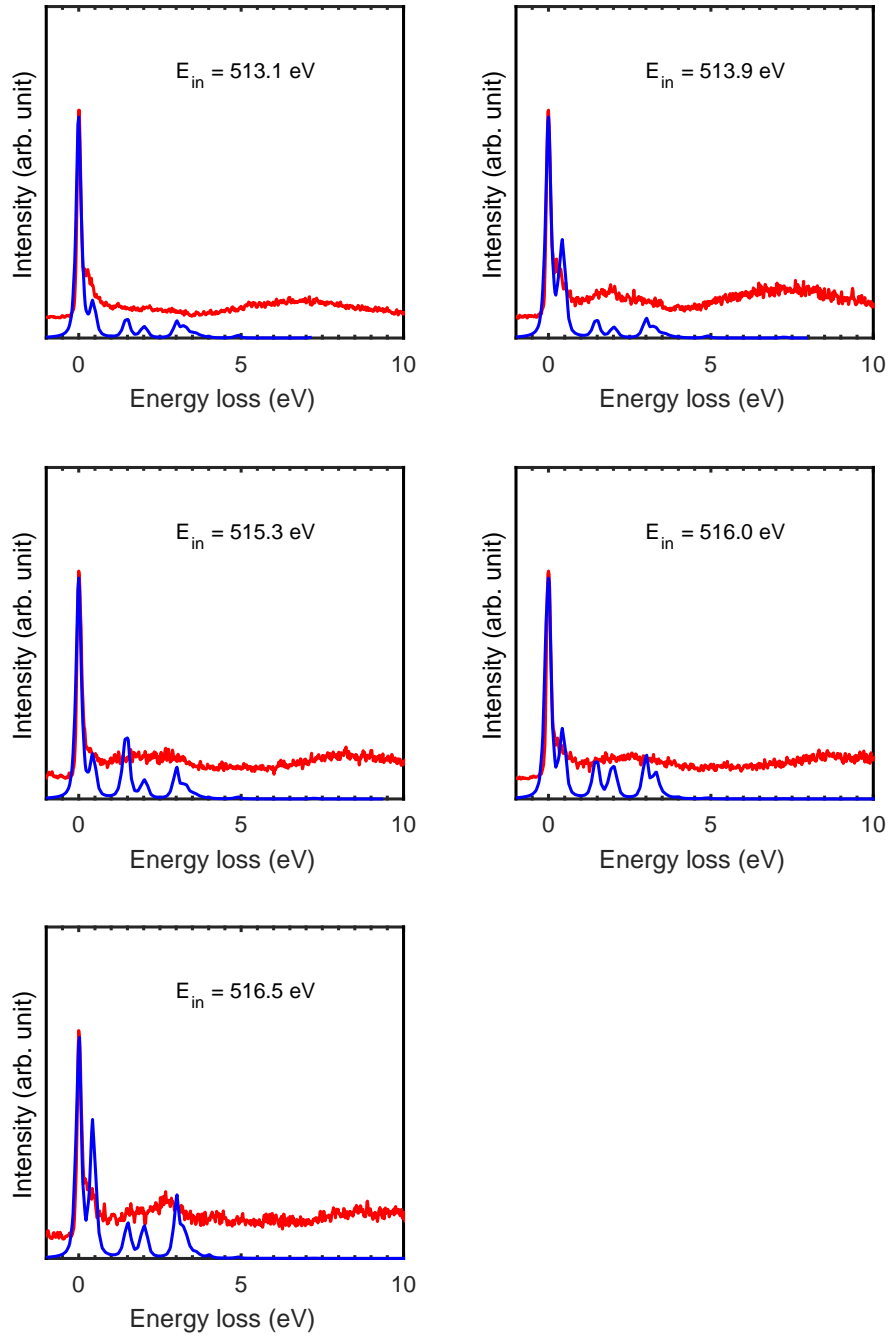 E_in = 513.1 eV
Intensity (arb. unit)
0 5 10
Energy loss (eV)
E_in = 513.9 eV
Intensity (arb. unit)
0 5 10
Energy loss (eV)
E_in = 515.3 eV
Intensity (arb. unit)
0 5 10
Energy loss (eV)
E_in = 516.0 eV
Intensity (arb. unit)
0 5 10
Energy loss (eV)
E_in = 516.5 eV
Intensity (arb. unit)
0 5 10
Energy loss (eV)